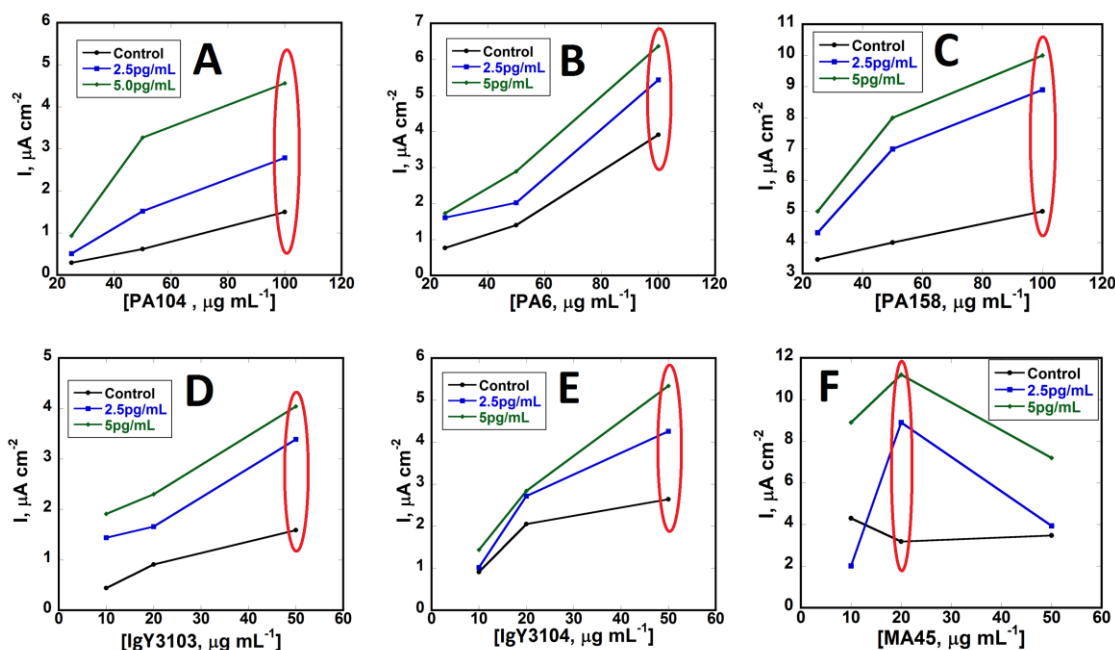 A
Control
2.5pg/mL
5.0pg/mL
I, μA cm⁻²
5
4
3
2
1
0
20 40 60 80 100 120
[PA104 , μg mL⁻¹]
B
Control
2.5pg/mL
5pg/mL
I, μA cm⁻²
7
6
5
4
3
2
1
0
20 40 60 80 100 120
[PA6, μg mL⁻¹]
C
Control
2.5pg/mL
5pg/mL
I, μA cm⁻²
11
10
9
8
7
6
5
4
3
20 40 60 80 100 120
[PA158, μg mL⁻¹]
D
Control
2.5pg/mL
5pg/mL
I, μA cm⁻²
5
4
3
2
1
0
0 10 20 30 40 50 60
[IgY3103, μg mL⁻¹]
E
Control
2.5pg/mL
5pg/mL
I, μA cm⁻²
6
5
4
3
2
1
0
0 10 20 30 40 50 60
[IgY3104, μg mL⁻¹]
F
Control
2.5pg/mL
5pg/mL
I, μA cm⁻²
12
10
8
6
4
2
0
0 10 20 30 40 50 60
[MA45, μg mL⁻¹]